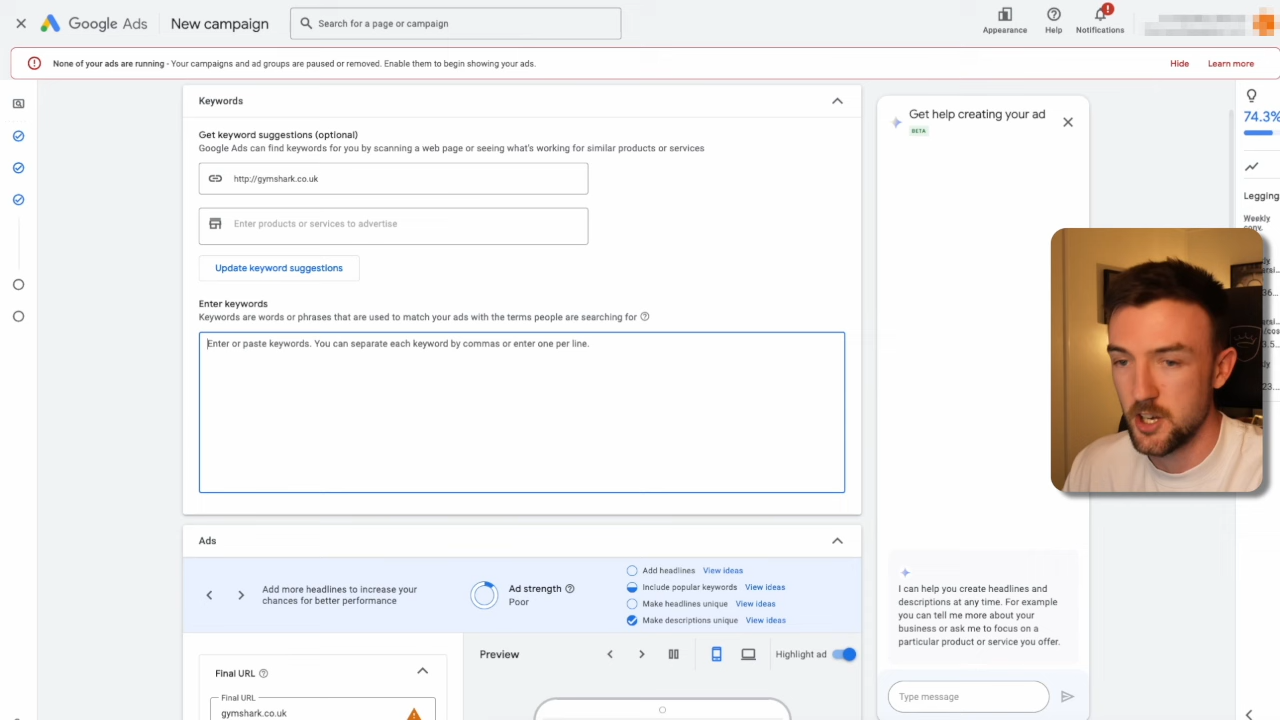 Google Ads
New campaign
Search for a page or campaign
Appearance
Help
Notifications
None of your ads are running - Your campaigns and ad groups are paused or removed. Enable them to begin showing your ads.
Hide
Learn more
Keywords
Get keyword suggestions (optional)
Google Ads can find keywords for you by scanning a web page or seeing what's working for similar products or services
http://gymshark.co.uk
Enter products or services to advertise
Update keyword suggestions
Enter keywords
Keywords are words or phrases that are used to match your ads with the terms people are searching for
Enter or paste keywords. You can separate each keyword by commas or enter one per line.
Ads
Add more headlines to increase your
chances for better performance
Ad strength
Poor
Add headlines View ideas
Include popular keywords View ideas
Make headlines unique View ideas
Make descriptions unique View ideas
Final URL
Final URL
gymshark.co.uk
Preview
Highlight ad
Get help creating your ad
BETA
I can help you create headlines and
descriptions at any time. For example
you can tell me more about your
business or ask me to focus on a
particular product or service you offer.
Type message
74.3%
Legging
Weekly
conv.